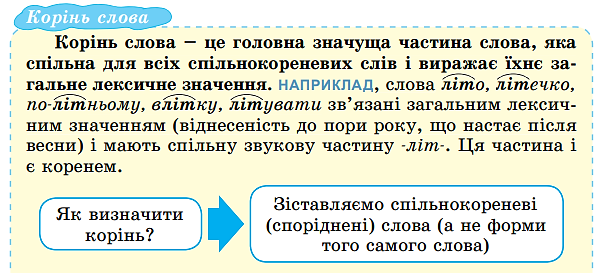 Корінь слова
Корінь слова – це головна значуща частина слова, яка
спільна для всіх спільнокореневих слів і виражає їхнє за-
гальне лексичне значення. НАПРИКЛАД, слова літо, літечко,
по-літньому, влітку, літувати зв’язані загальним лексич-
ним значенням (віднесеність до пори року, що настає після
весни) і мають спільну звукову частину -літ-. Ця частина і
є коренем.
Як визначити
корінь?
Зіставляємо спільнокореневі
(споріднені) слова (а не форми
того самого слова)